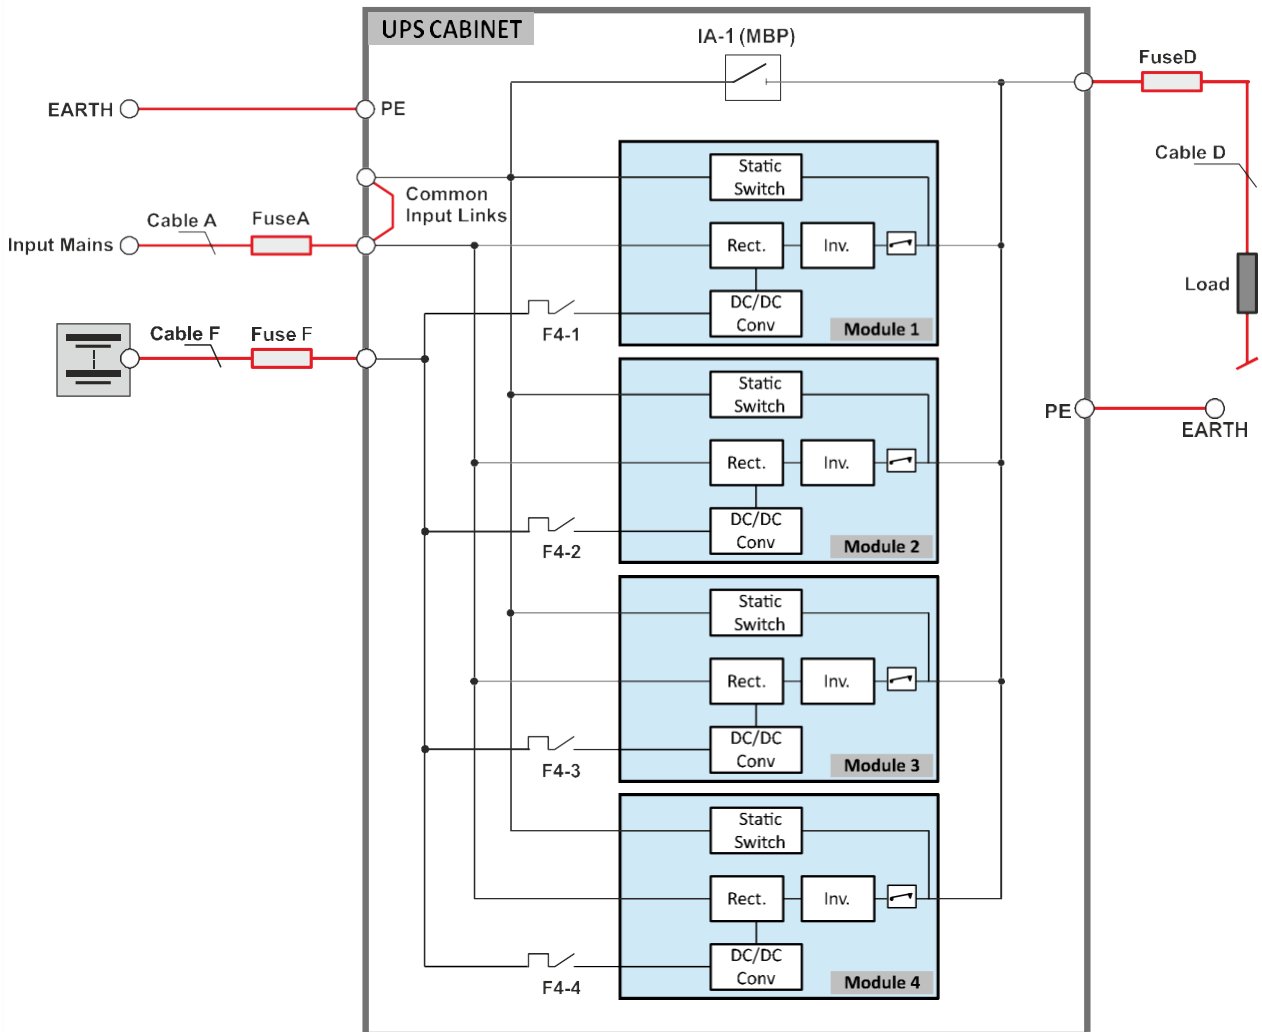 UPS CABINET
IA-1 (MBP)
FuseD
EARTH
PE
Cable D
Static
Switch
Common
Input Links
Cable A
FuseA
Input Mains
Rect.
Inv.
Load
DC/DC
Conv
F4-1
Module 1
Cable F
Fuse F
Static
Switch
PE
EARTH
Rect.
Inv.
DC/DC
Conv
F4-2
Module 2
Static
Switch
Rect.
Inv.
DC/DC
Conv
F4-3
Module 3
Static
Switch
Rect.
Inv.
DC/DC
Conv
F4-4
Module 4